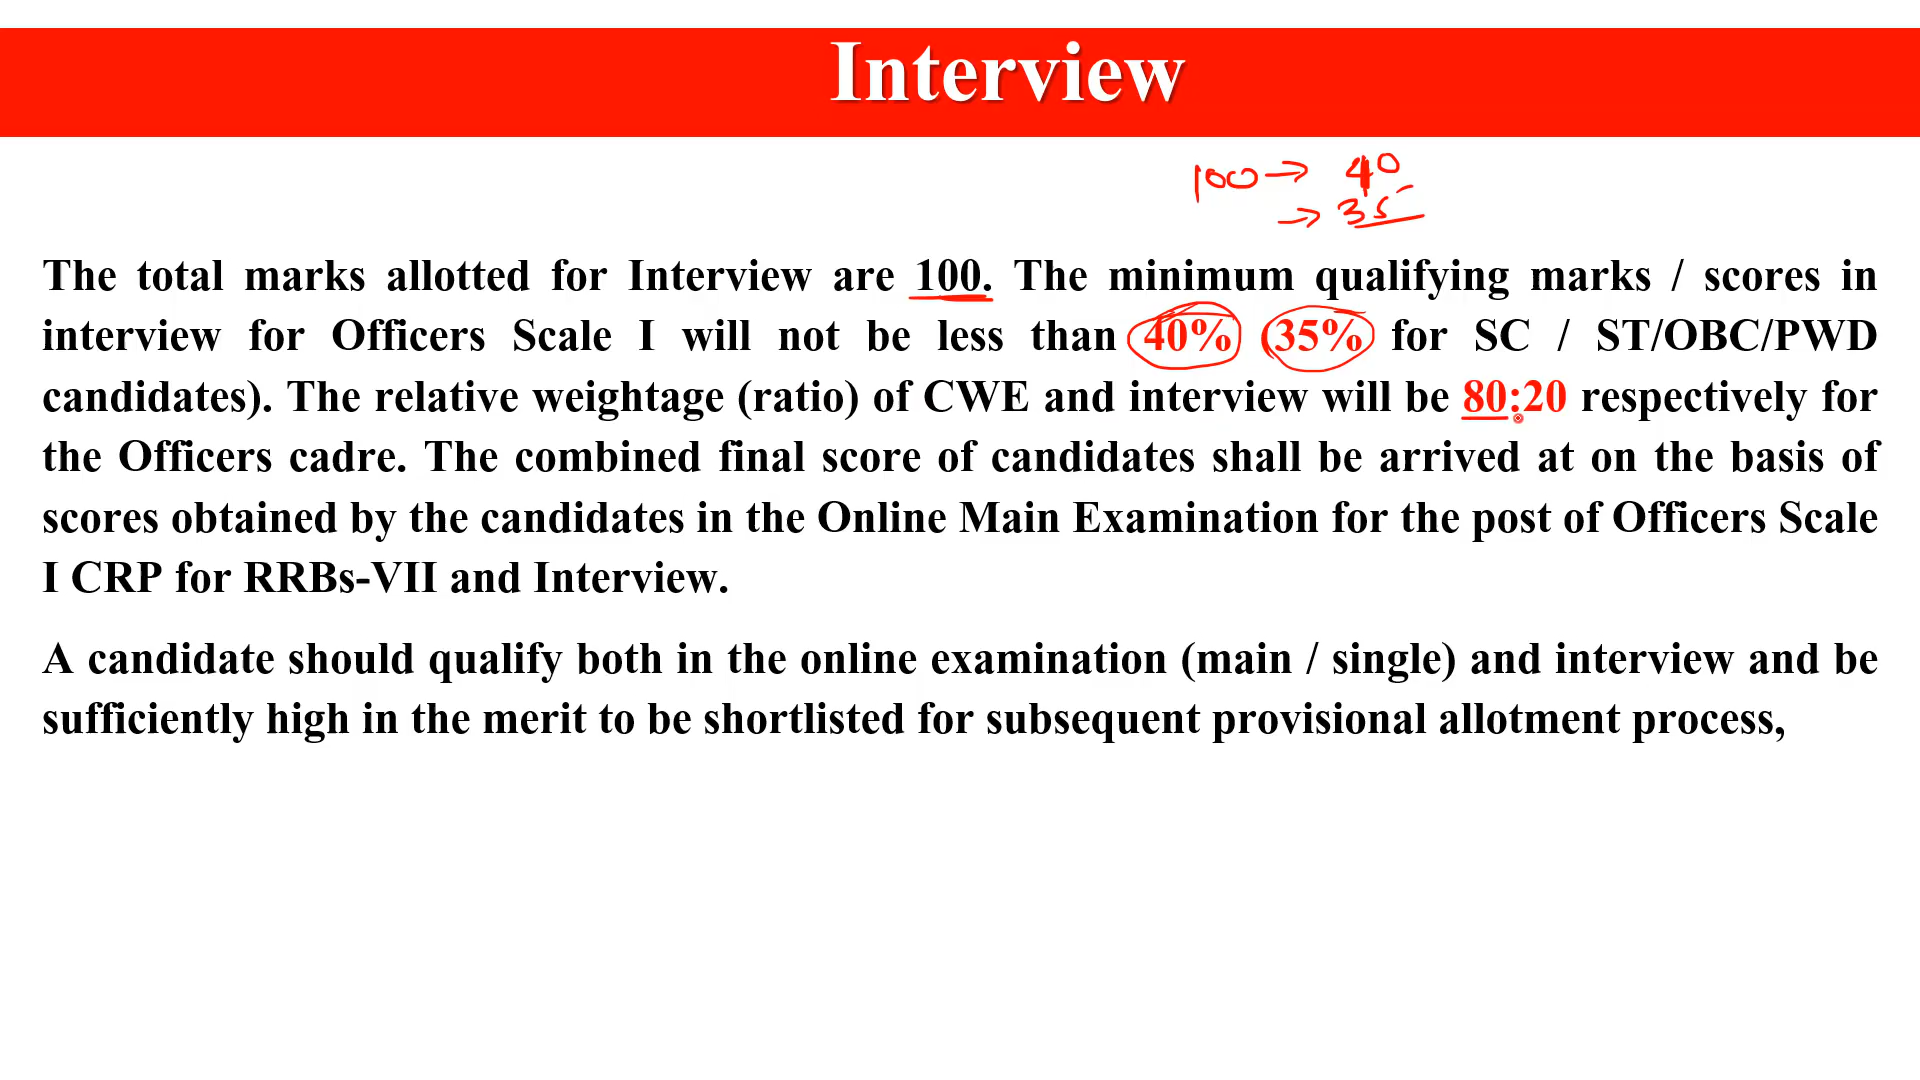 Interview
100 → 40
→ 35
The total marks allotted for Interview are 100. The minimum qualifying marks / scores in
interview for Officers Scale I will not be less than 40% (35% for SC / ST/OBC/PWD
candidates). The relative weightage (ratio) of CWE and interview will be 80:20 respectively for
the Officers cadre. The combined final score of candidates shall be arrived at on the basis of
scores obtained by the candidates in the Online Main Examination for the post of Officers Scale
I CRP for RRBs-VII and Interview.
A candidate should qualify both in the online examination (main / single) and interview and be
sufficiently high in the merit to be shortlisted for subsequent provisional allotment process,